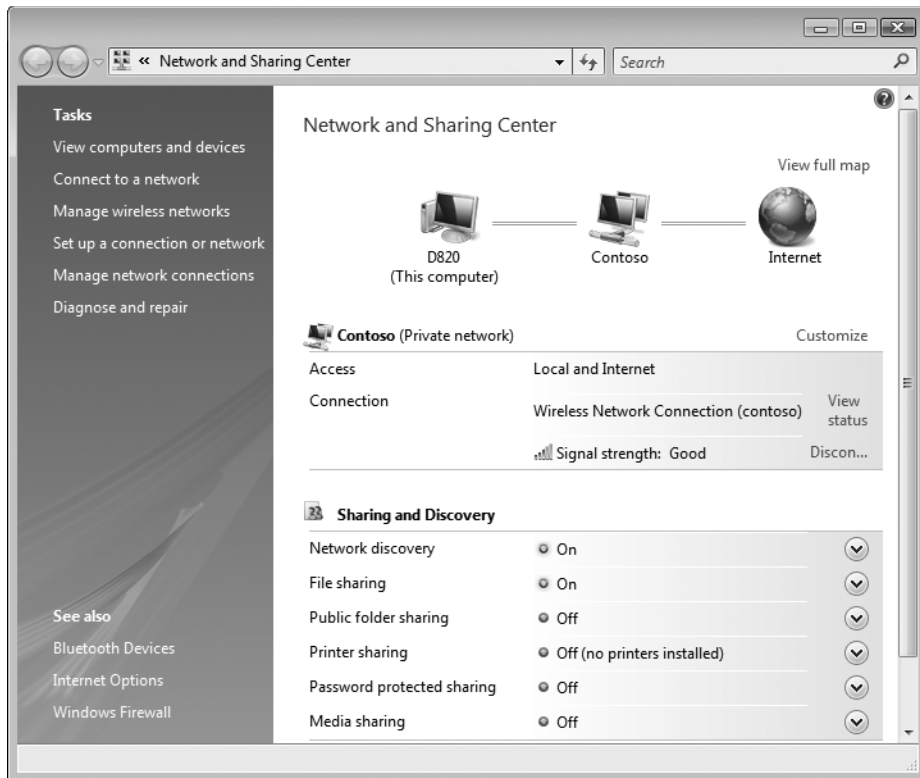 « Network and Sharing Center
Search
Tasks
View computers and devices
Connect to a network
Manage wireless networks
Set up a connection or network
Manage network connections
Diagnose and repair
See also
Bluetooth Devices
Internet Options
Windows Firewall
Network and Sharing Center
View full map
D820
(This computer)
Contoso
Internet
Contoso (Private network) Customize
Access Local and Internet
Connection Wireless Network Connection (contoso) View
status
Signal strength: Good Discon...
Sharing and Discovery
Network discovery On
File sharing On
Public folder sharing Off
Printer sharing Off (no printers installed)
Password protected sharing Off
Media sharing Off